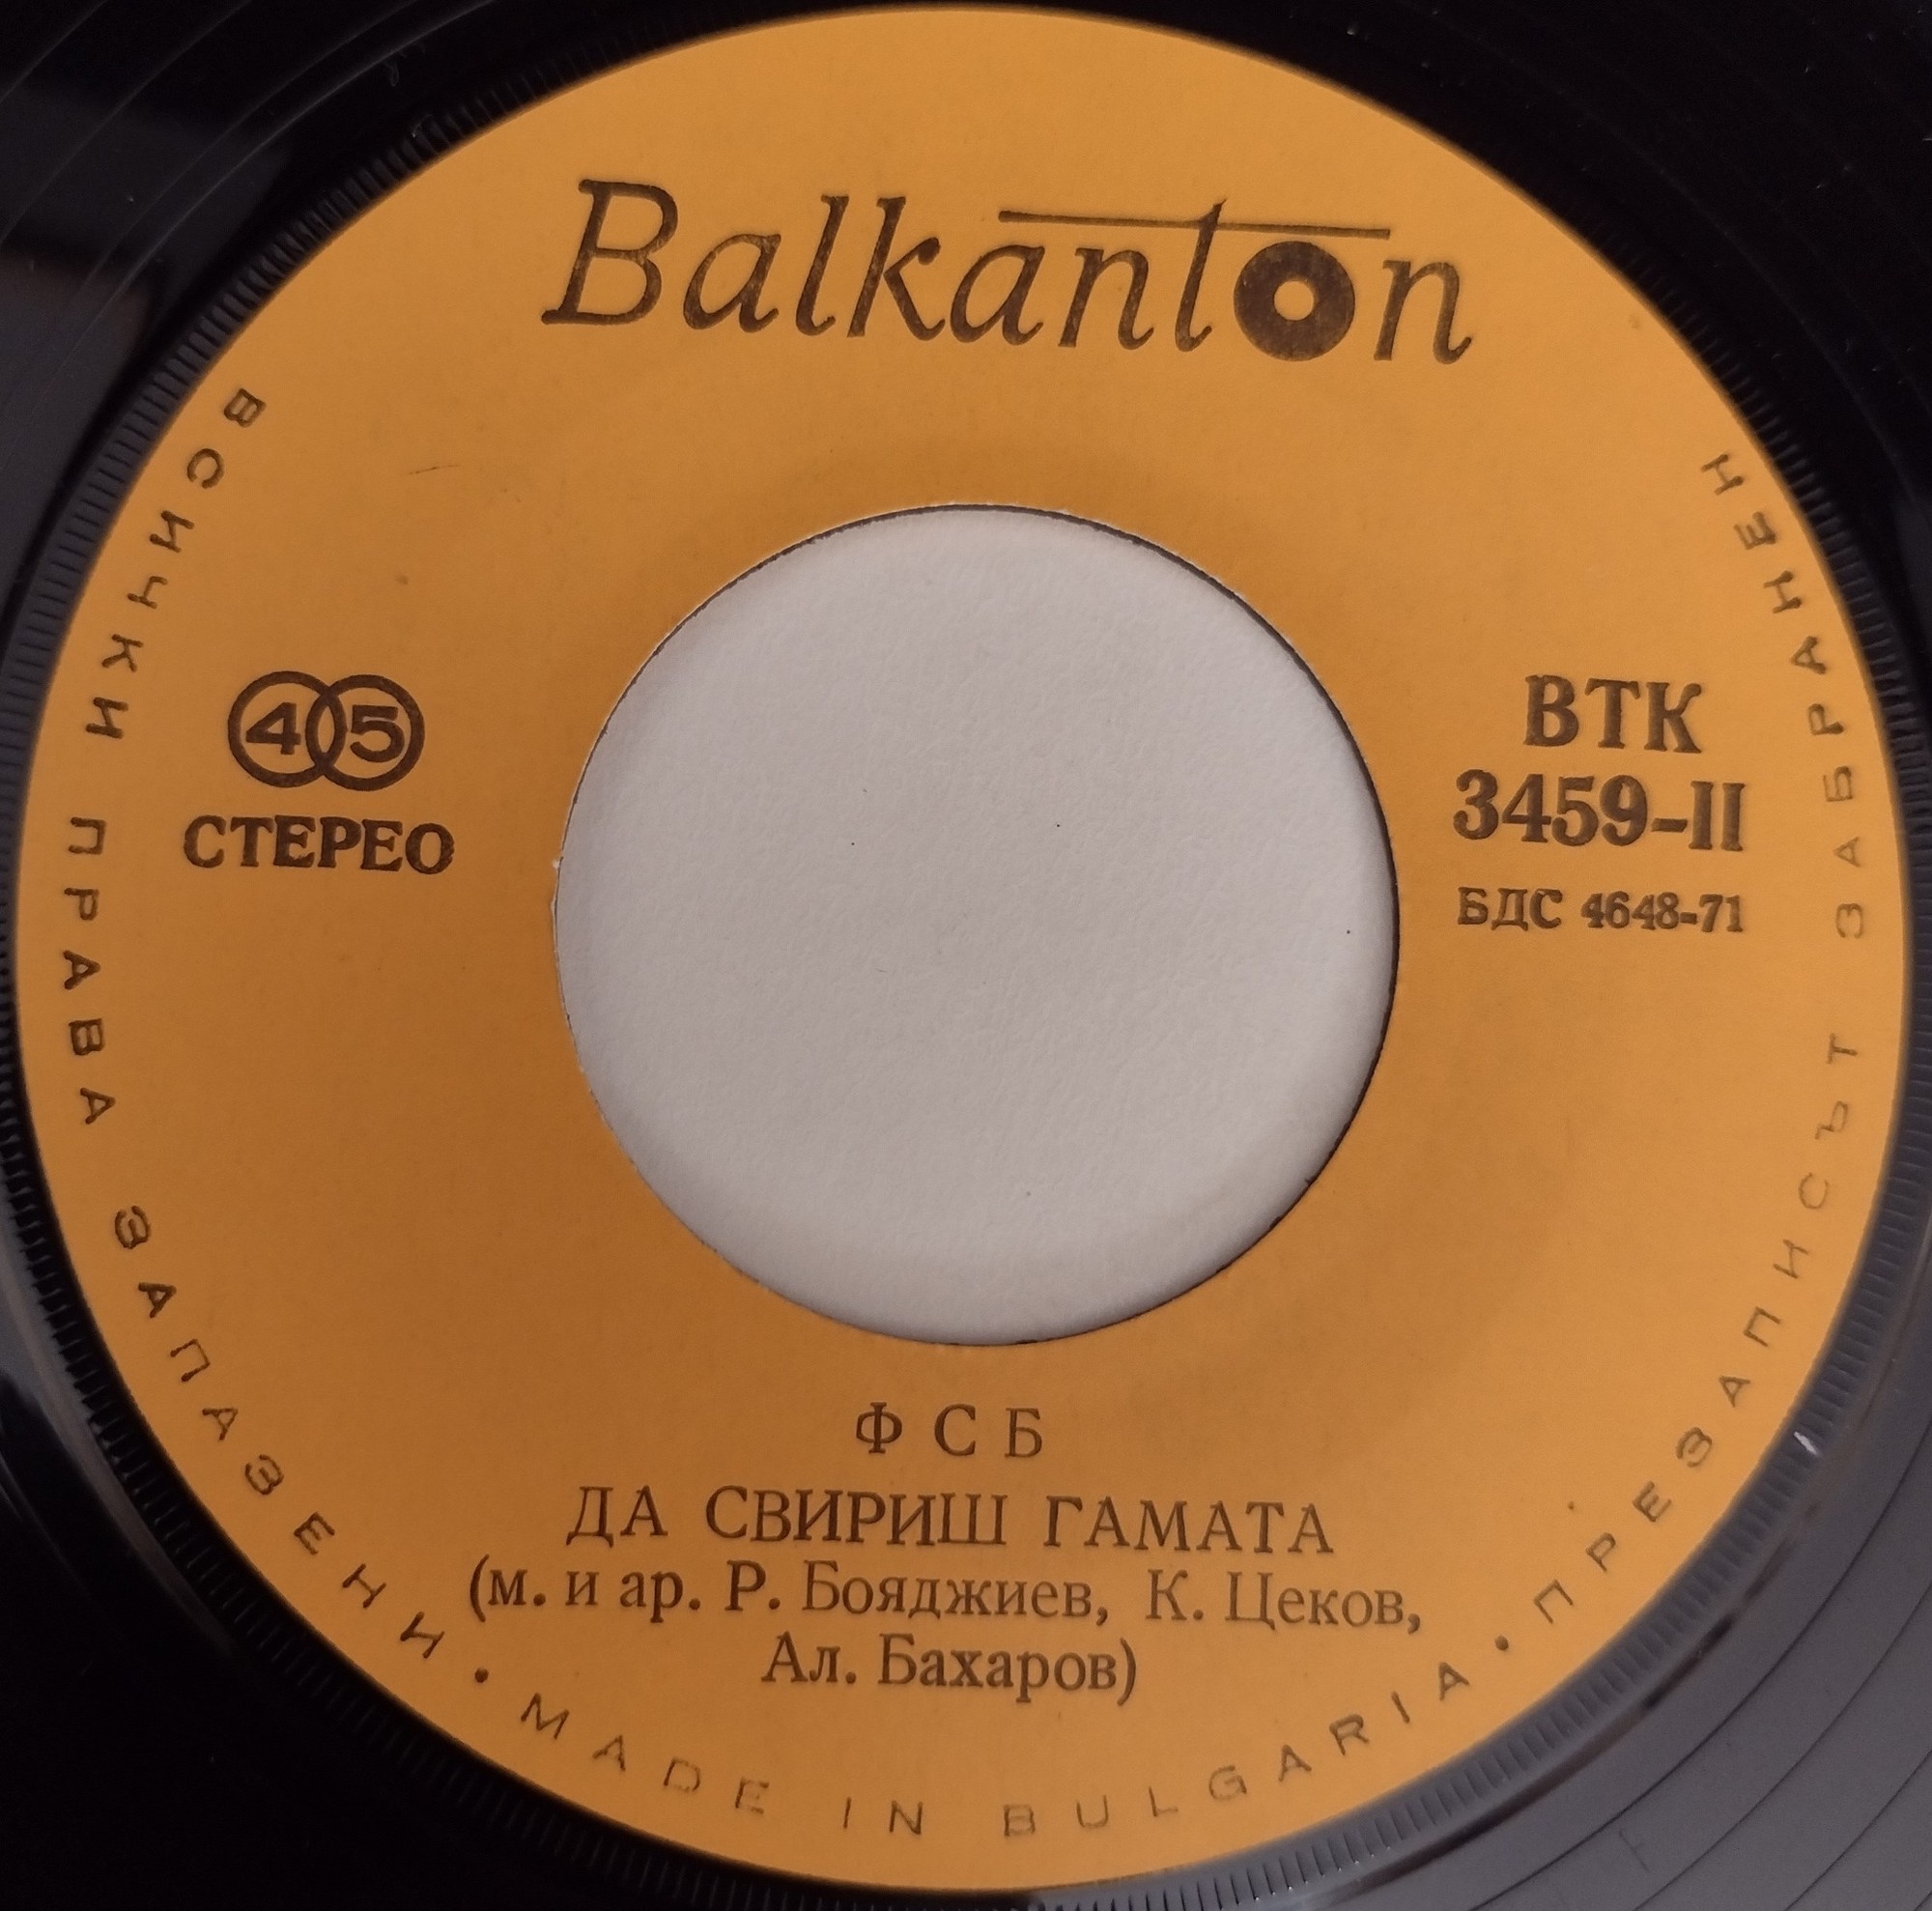 Balkanton
45
СТЕРЕО
ВТК
3459-II
БДС 4648-71
Ф С Б
ДА СВИРИШ ГАМАТА
(м. и ар. Р. Бояджиев, К. Цеков,
Ал. Бахаров)
ВСИЧКИ ПРАВА ЗАПАЗЕНИ • MADE IN BULGARIA • ПРЕЗАПИСЪТ ЗАБРАНЕН